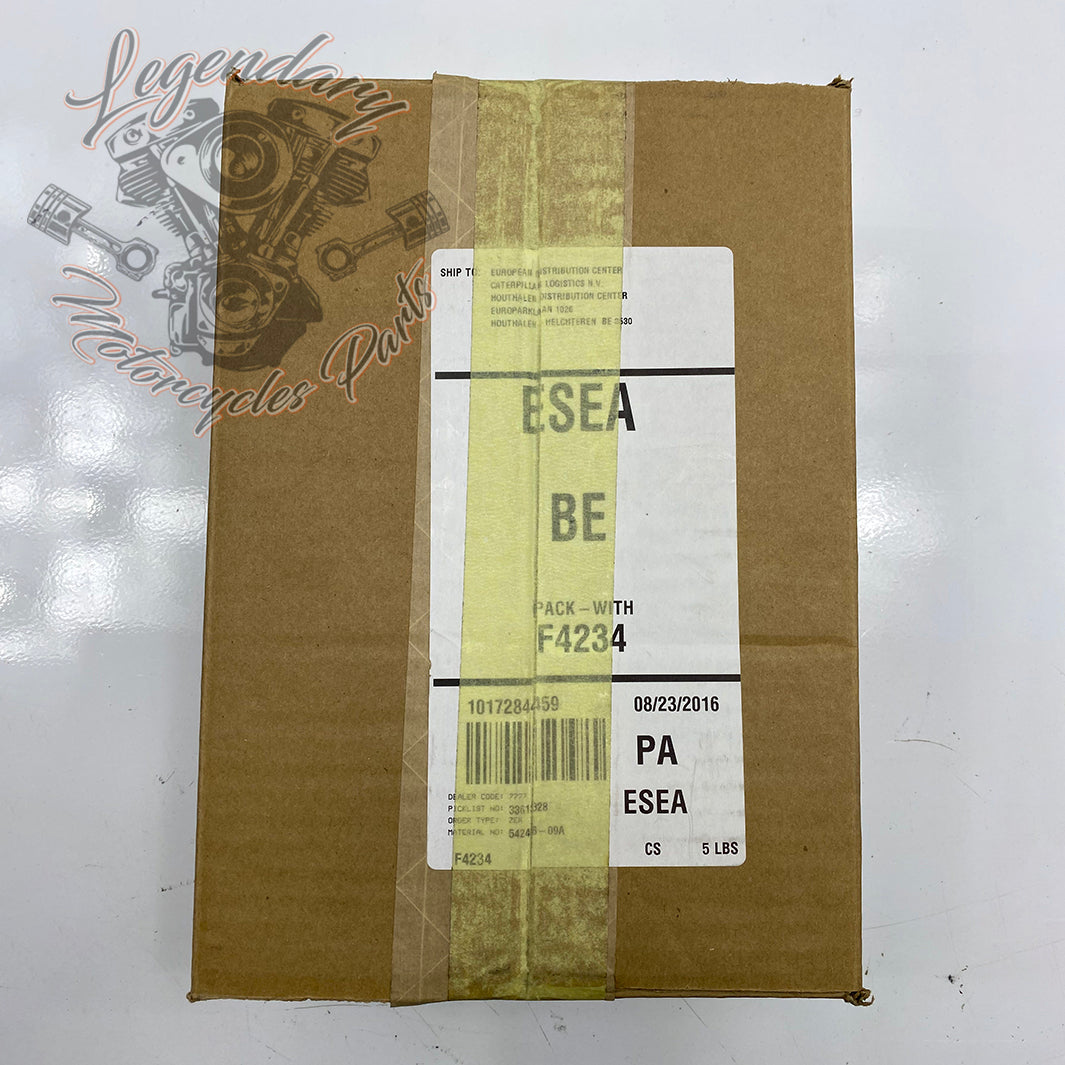 Legendary
Motorcycles Parts
SHIP TO: EUROPEAN DISTRIBUTION CENTER
CATERPILLAR LOGISTICS N.V.
HOUTHALEN DISTRIBUTION CENTER
EUROPARKLAAN 1026
HOUTHALEN HELCHTEREN BE 3530
ESEA
BE
PACK-WITH
F4234
1017284459 08/23/2016
PA
ESEA
DEALER CODE: 7777
PICKLIST NO:
ORDER TYPE: ZEK
MATERIAL NO: 54246-09A
CS 5 LBS
F4234